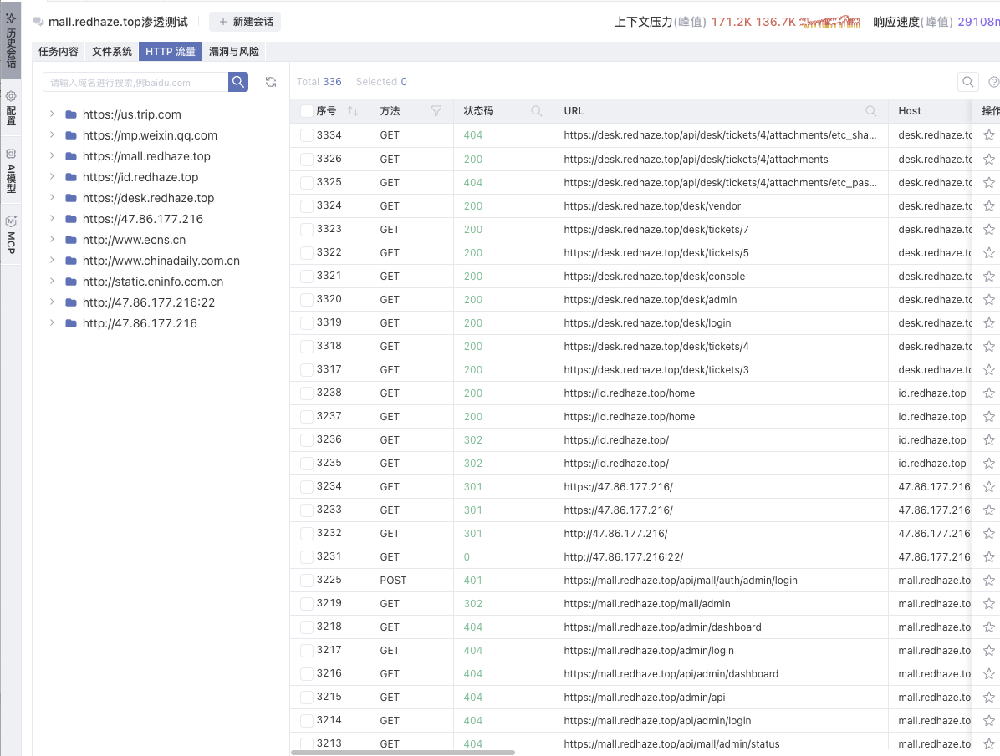 历史会话
配置
AI模型
MCP
mall.redhaze.top渗透测试
+ 新建会话
上下文压力(峰值) 171.2K 136.7K
响应速度(峰值) 29108
任务内容 文件系统 HTTP 流量 漏洞与风险
请输入域名进行搜索,例baidu.com
https://us.trip.com
https://mp.weixin.qq.com
https://mall.redhaze.top
https://id.redhaze.top
https://desk.redhaze.top
https://47.86.177.216
http://www.ecns.cn
http://www.chinadaily.com.cn
http://static.cninfo.com.cn
http://47.86.177.216:22
http://47.86.177.216
Total 336 Selected 0
序号 方法 状态码 URL Host 操作
3334 GET 404 https://desk.redhaze.top/api/desk/tickets/4/attachments/etc_sha... desk.redhaze.to
3326 GET 200 https://desk.redhaze.top/api/desk/tickets/4/attachments desk.redhaze.to
3325 GET 404 https://desk.redhaze.top/api/desk/tickets/4/attachments/etc_pas... desk.redhaze.to
3324 GET 200 https://desk.redhaze.top/desk/vendor desk.redhaze.to
3323 GET 200 https://desk.redhaze.top/desk/tickets/7 desk.redhaze.to
3322 GET 200 https://desk.redhaze.top/desk/tickets/5 desk.redhaze.to
3321 GET 200 https://desk.redhaze.top/desk/console desk.redhaze.to
3320 GET 200 https://desk.redhaze.top/desk/admin desk.redhaze.to
3319 GET 200 https://desk.redhaze.top/desk/login desk.redhaze.to
3318 GET 200 https://desk.redhaze.top/desk/tickets/4 desk.redhaze.to
3317 GET 200 https://desk.redhaze.top/desk/tickets/3 desk.redhaze.to
3238 GET 200 https://id.redhaze.top/home id.redhaze.top
3237 GET 200 https://id.redhaze.top/home id.redhaze.top
3236 GET 302 https://id.redhaze.top/ id.redhaze.top
3235 GET 302 https://id.redhaze.top/ id.redhaze.top
3234 GET 301 https://47.86.177.216/ 47.86.177.216
3233 GET 301 https://47.86.177.216/ 47.86.177.216
3232 GET 301 http://47.86.177.216/ 47.86.177.216
3231 GET 0 http://47.86.177.216:22/ 47.86.177.216
3225 POST 401 https://mall.redhaze.top/api/mall/auth/admin/login mall.redhaze.to
3219 GET 302 https://mall.redhaze.top/mall/admin mall.redhaze.to
3218 GET 404 https://mall.redhaze.top/admin/dashboard mall.redhaze.to
3217 GET 404 https://mall.redhaze.top/admin/login mall.redhaze.to
3216 GET 404 https://mall.redhaze.top/api/admin/dashboard mall.redhaze.to
3215 GET 404 https://mall.redhaze.top/admin/api mall.redhaze.to
3214 GET 404 https://mall.redhaze.top/api/admin/login mall.redhaze.to
3213 GET 404 https://mall.redhaze.top/api/mall/admin/status mall.redhaze.to